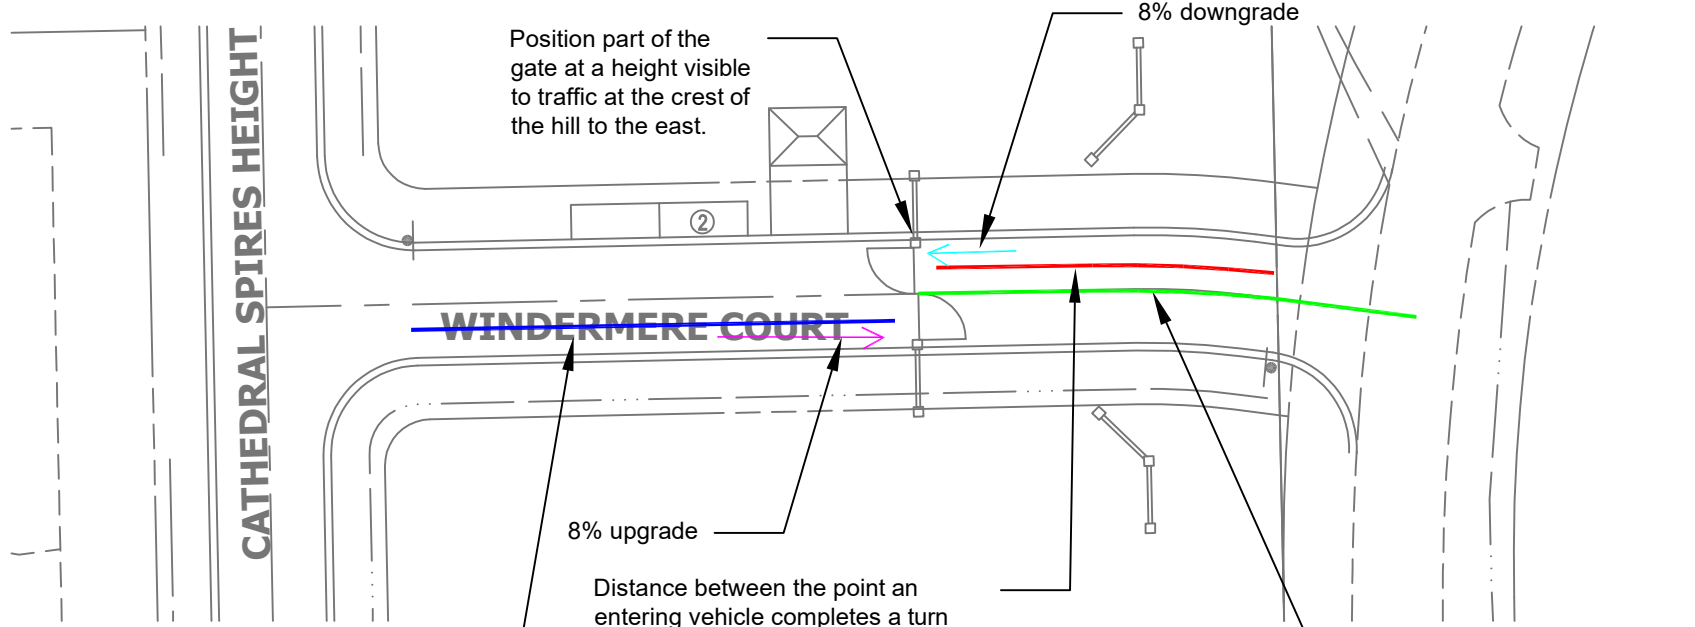 8% downgrade
Position part of the
gate at a height visible
to traffic at the crest of
the hill to the east.
CATHEDRAL SPIRES HEIGHT
2
WINDERMERE COURT
8% upgrade
Distance between the point an
entering vehicle completes a turn